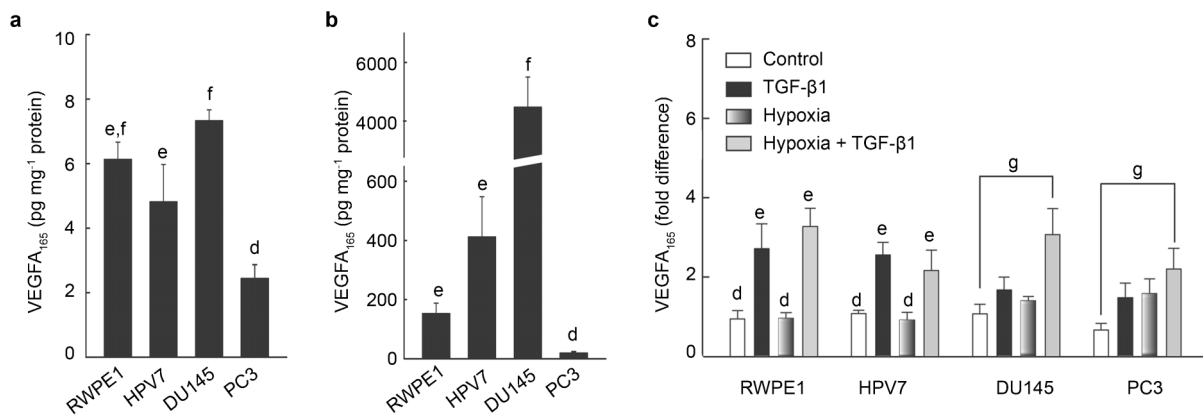 a
VEGFA₁₆₅ (pg mg⁻¹ protein)
10
8
6
4
2
0
e,f
e
f
d
RWPE1
HPV7
DU145
PC3
b
VEGFA₁₆₅ (pg mg⁻¹ protein)
6000
4000
600
400
200
0
e
e
f
d
RWPE1
HPV7
DU145
PC3
c
VEGFA₁₆₅ (fold difference)
8
6
4
2
0
Control
TGF-β1
Hypoxia
Hypoxia + TGF-β1
d e d e
d e d e
g
g
RWPE1 HPV7 DU145 PC3